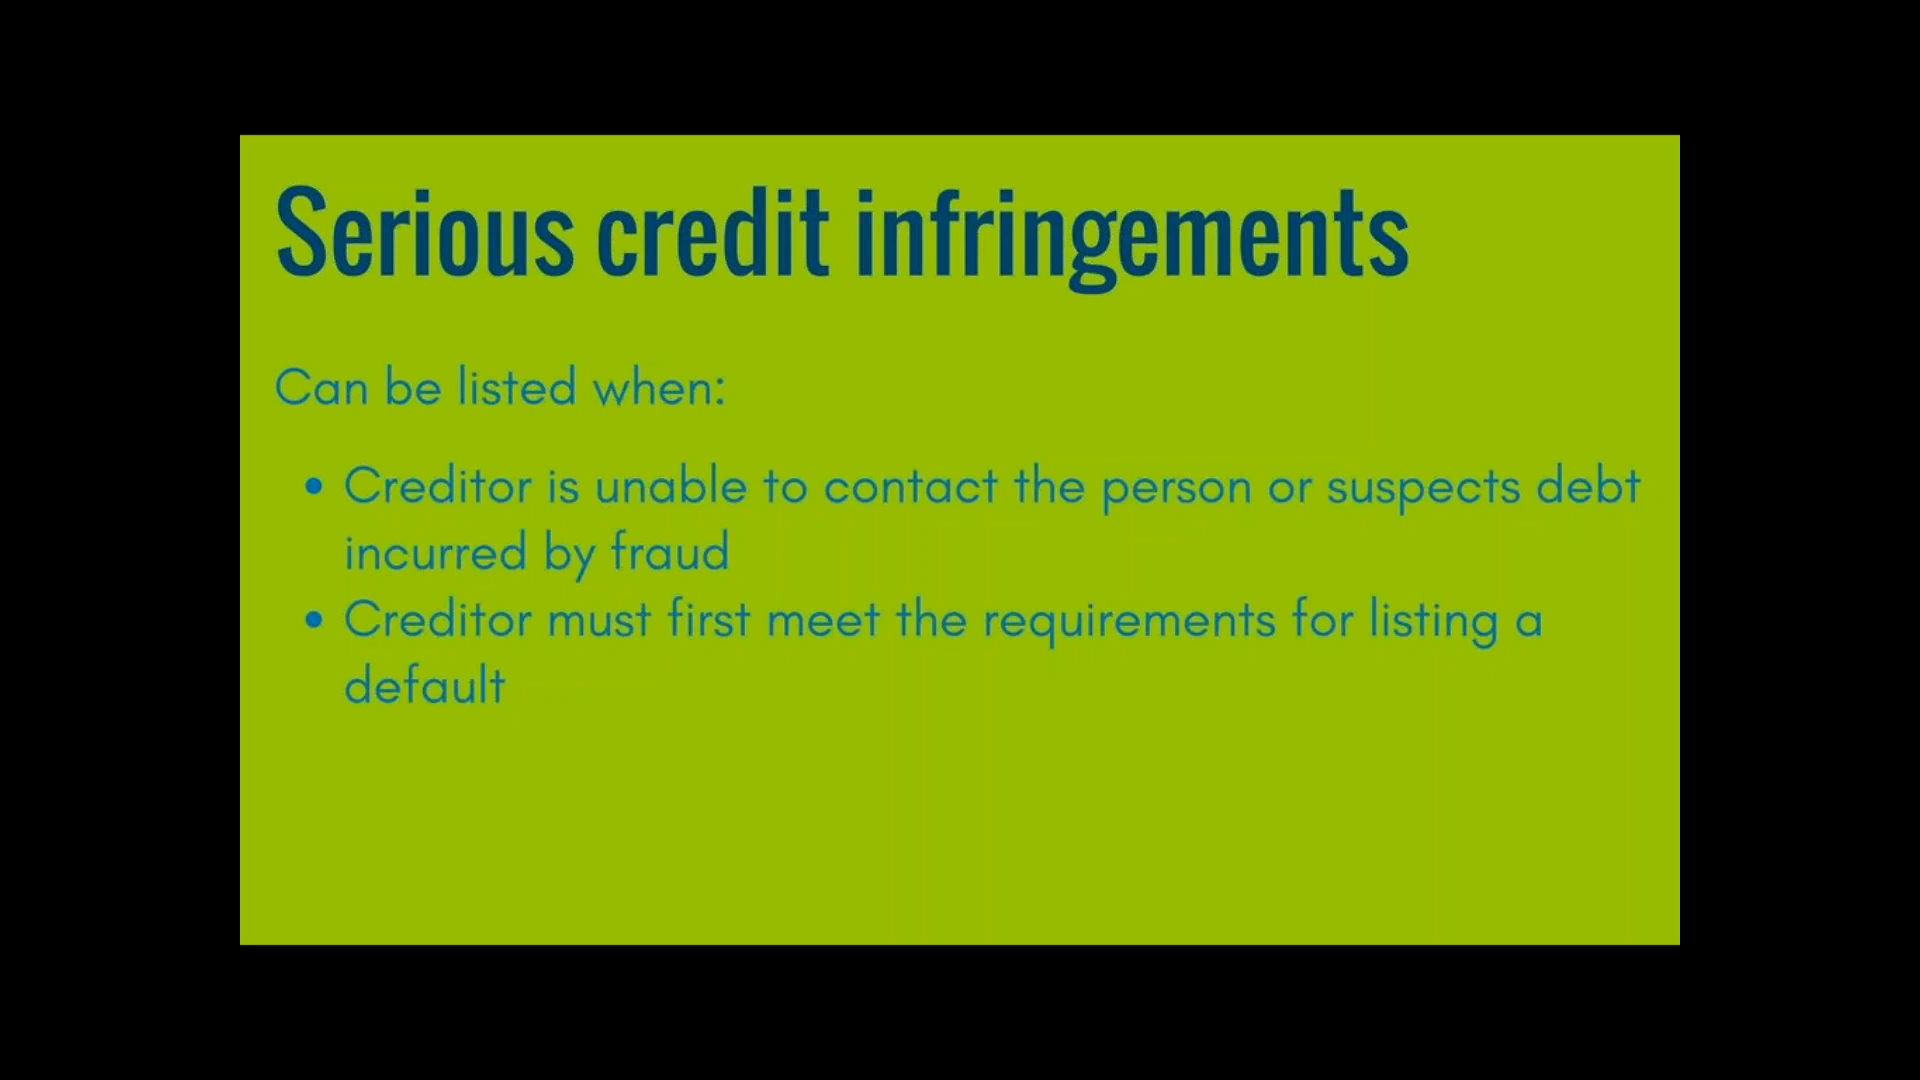 Serious credit infringements
Can be listed when:
• Creditor is unable to contact the person or suspects debt
incurred by fraud
• Creditor must first meet the requirements for listing a
default